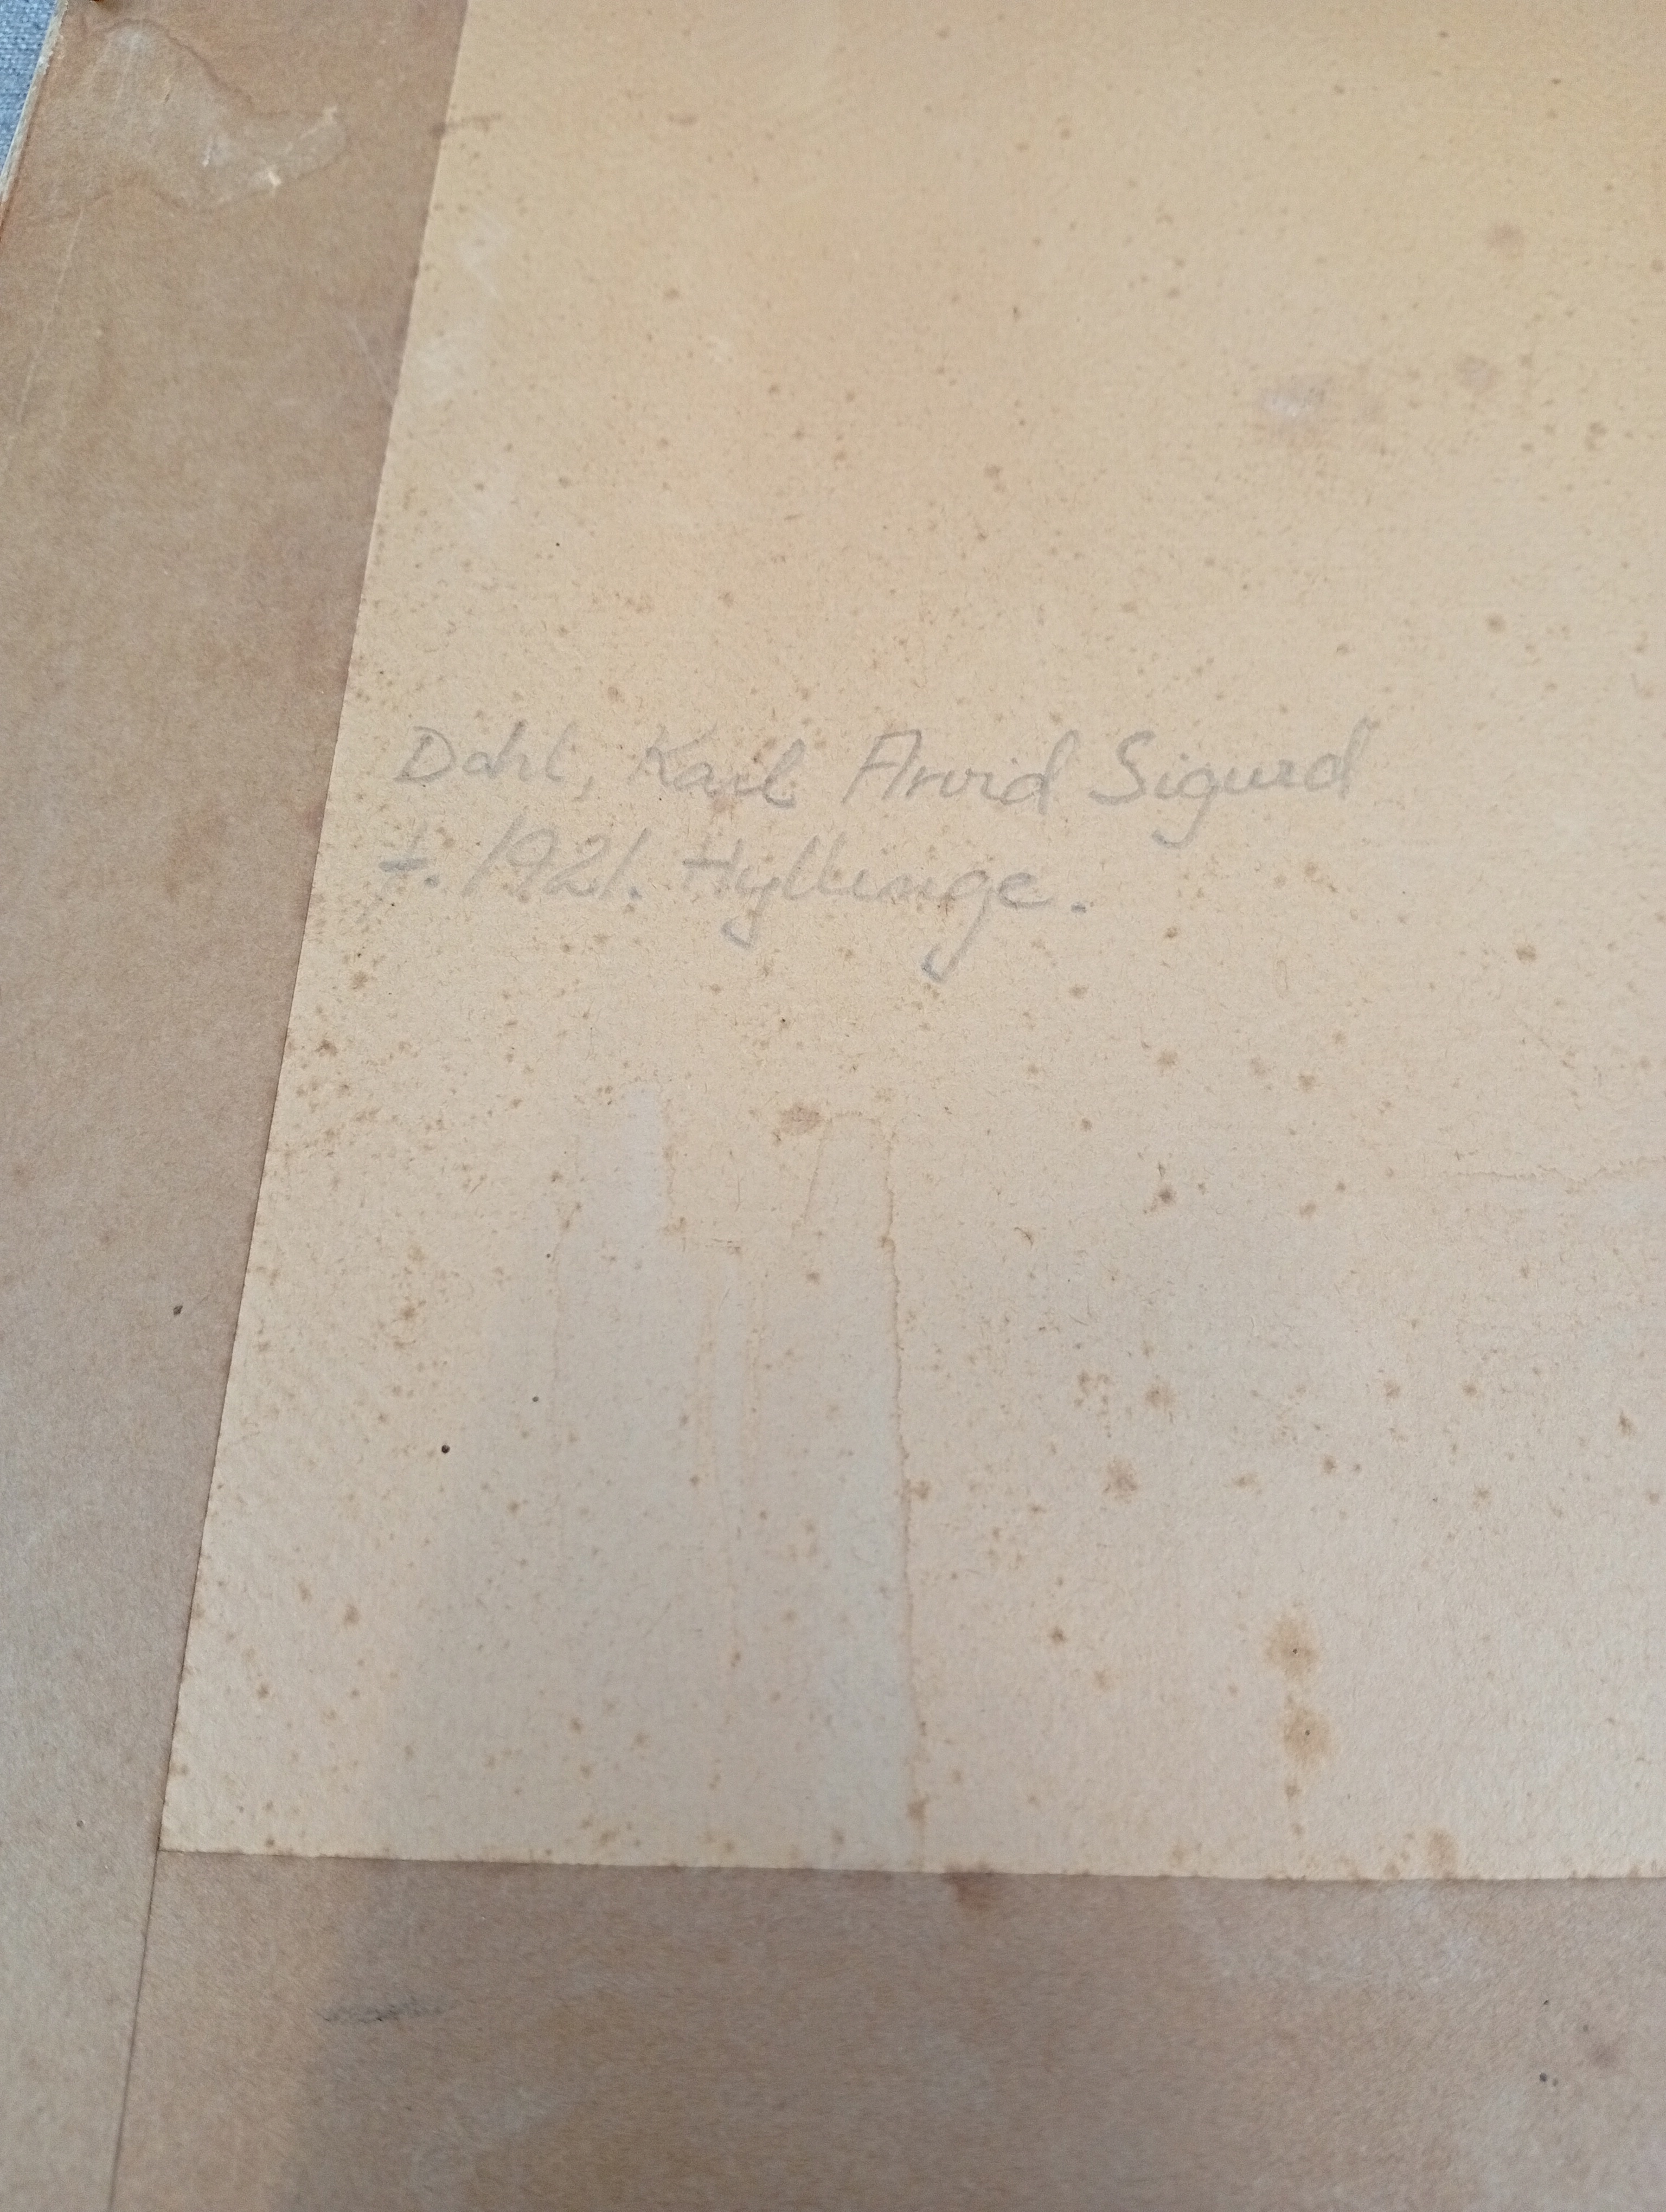 Dahl, Karl Arvid Sigurd
f. 1921. Hyllinge.